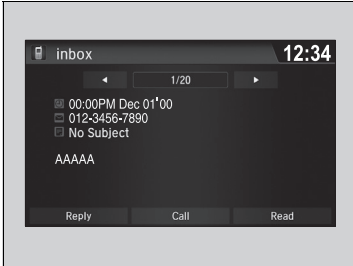 inbox 12:34
1/20
00:00PM Dec 01'00
012-3456-7890
No Subject
AAAAA
Reply Call Read